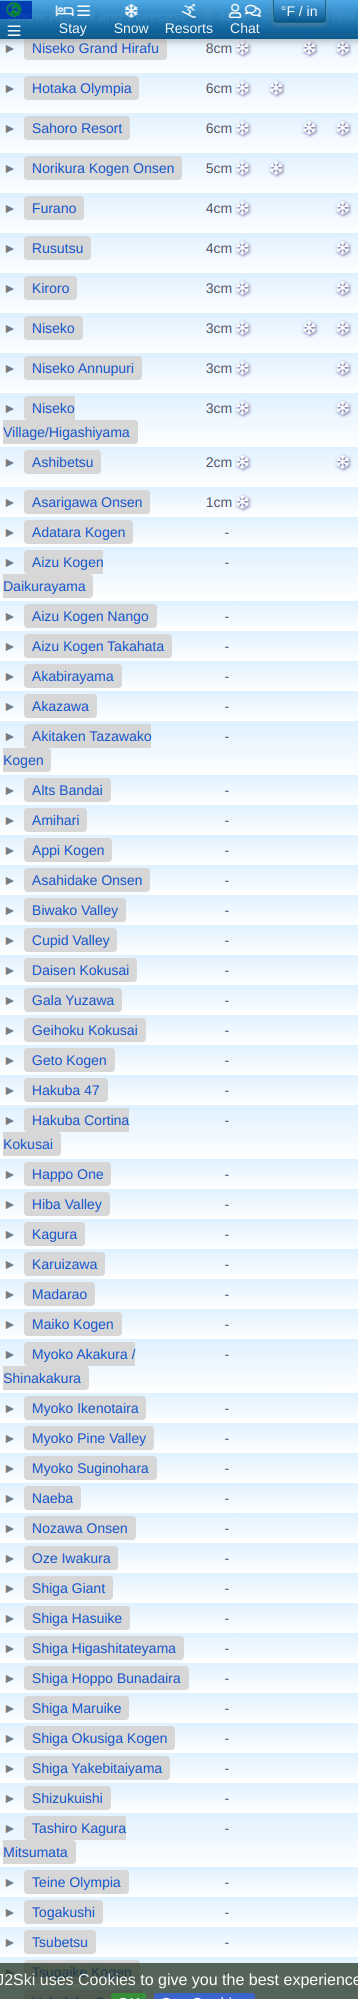 Stay
Snow
Resorts
Chat
°F / in
Niseko Grand Hirafu 8cm
Hotaka Olympia 6cm
Sahoro Resort 6cm
Norikura Kogen Onsen 5cm
Furano 4cm
Rusutsu 4cm
Kiroro 3cm
Niseko 3cm
Niseko Annupuri 3cm
Niseko 3cm
Village/Higashiyama
Ashibetsu 2cm
Asarigawa Onsen 1cm
Adatara Kogen -
Aizu Kogen -
Daikurayama
Aizu Kogen Nango -
Aizu Kogen Takahata -
Akabirayama -
Akazawa -
Akitaken Tazawako -
Kogen
Alts Bandai -
Amihari -
Appi Kogen -
Asahidake Onsen -
Biwako Valley -
Cupid Valley -
Daisen Kokusai -
Gala Yuzawa -
Geihoku Kokusai -
Geto Kogen -
Hakuba 47 -
Hakuba Cortina -
Kokusai
Happo One -
Hiba Valley -
Kagura -
Karuizawa -
Madarao -
Maiko Kogen -
Myoko Akakura / -
Shinakakura
Myoko Ikenotaira -
Myoko Pine Valley -
Myoko Suginohara -
Naeba -
Nozawa Onsen -
Oze Iwakura -
Shiga Giant -
Shiga Hasuike -
Shiga Higashitateyama -
Shiga Hoppo Bunadaira -
Shiga Maruike -
Shiga Okusiga Kogen -
Shiga Yakebitaiyama -
Shizukuishi -
Tashiro Kagura -
Mitsumata
Teine Olympia -
Togakushi -
Tsubetsu -
Tsugaike Kogen
J2Ski uses Cookies to give you the best experience